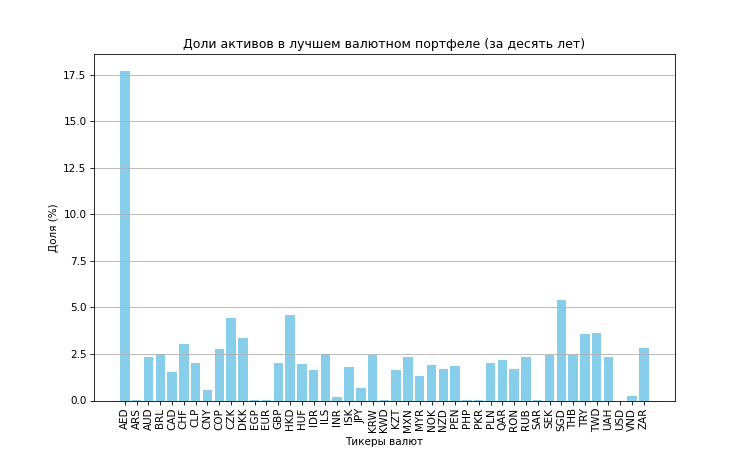 Доли активов в лучшем валютном портфеле (за десять лет)
Доля (%)
17.5
15.0
12.5
10.0
7.5
5.0
2.5
0.0
AED ARS AUD BRL CAD CHF CLP CNY COP CZK DKK EGP EUR GBP HKD HUF IDR ILS INR ISK JPY KRW KWD KZT MXN MYR NOK NZD PEN PHP PKR PLN QAR RON RUB SAR SEK SGD THB TRY TWD UAH USD VND ZAR
Тикеры валют